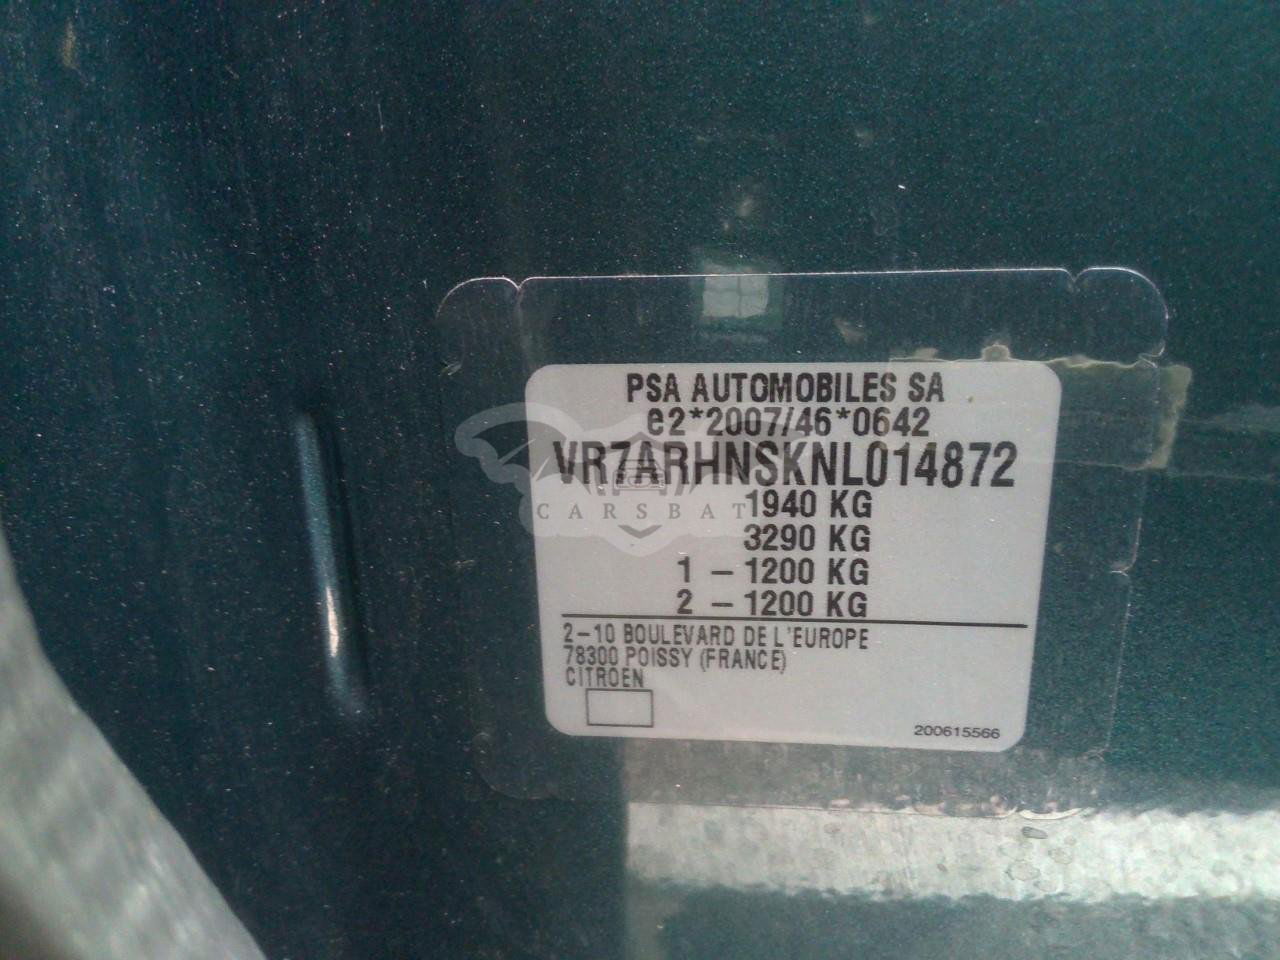 PSA AUTOMOBILES SA
e2*2007/46*0642
VR7ARHNSKNL014872
1940 KG
3290 KG
1 - 1200 KG
2 - 1200 KG
2-10 BOULEVARD DE L'EUROPE
78300 POISSY (FRANCE)
CITROEN
200615566
CARSBAT